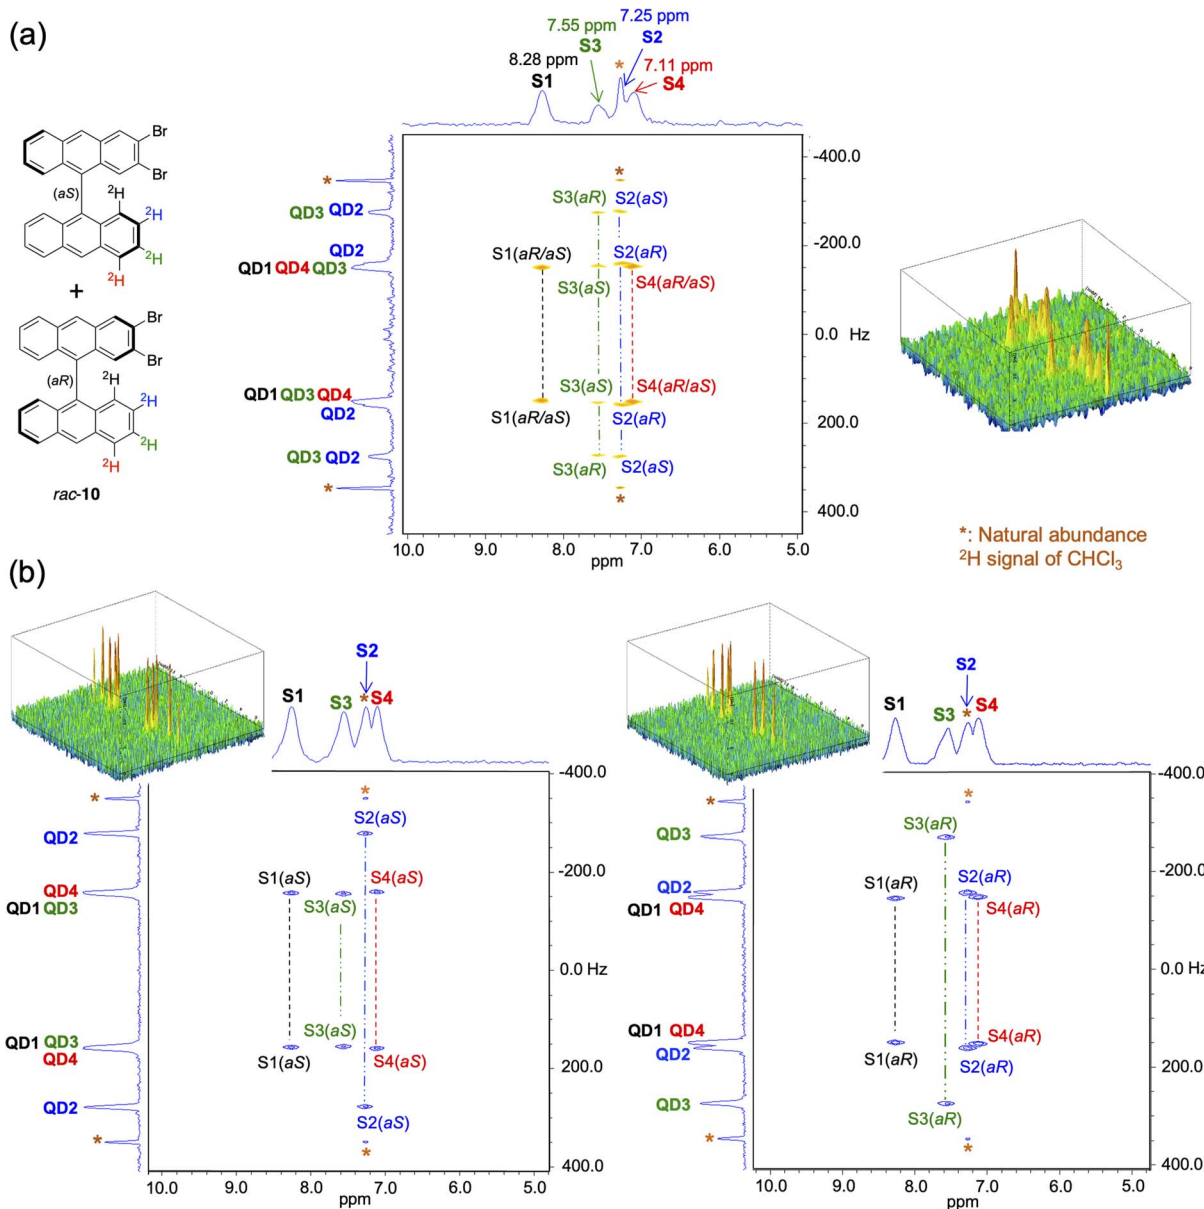 (a)
7.55 ppm
S3
7.25 ppm
S2
8.28 ppm
S1
*
7.11 ppm
S4
Br
Br
(aS)
²H
²H
²H
²H
+
Br
Br
(aR)
²H
²H
²H
²H
rac-10
*
QD3 QD2
QD2
QD1 QD4 QD3
QD1 QD3 QD4
QD2
QD3 QD2
*
*
S3(aR)
S2(aS)
S1(aR/aS)
S2(aR)
S3(aS)
S4(aR/aS)
S3(aS)
S4(aR/aS)
S1(aR/aS)
S2(aR)
S3(aR)
S2(aS)
*
-400.0
-200.0
0.0 Hz
200.0
400.0
10.0 9.0 8.0 7.0 6.0 5.0
ppm
*: Natural abundance
²H signal of CHCl₃
(b)
S1
S3
S2
*
S4
*
QD2
QD4
QD1 QD3
QD1 QD3
QD4
QD2
*
*
S2(aS)
S1(aS)
S4(aS)
S3(aS)
S3(aS)
S1(aS)
S4(aS)
S2(aS)
*
-400.0
-200.0
0.0 Hz
200.0
400.0
10.0 9.0 8.0 7.0 6.0 5.0
ppm
S1
S3
S2
*
S4
*
QD3
QD2
QD1 QD4
QD1 QD4
QD2
QD3
*
*
S3(aR)
S1(aR)
S2(aR)
S4(aR)
S4(aR)
S1(aR)
S2(aR)
S3(aR)
*
-400.0
-200.0
0.0 Hz
200.0
400.0
10.0 9.0 8.0 7.0 6.0 5.0
ppm